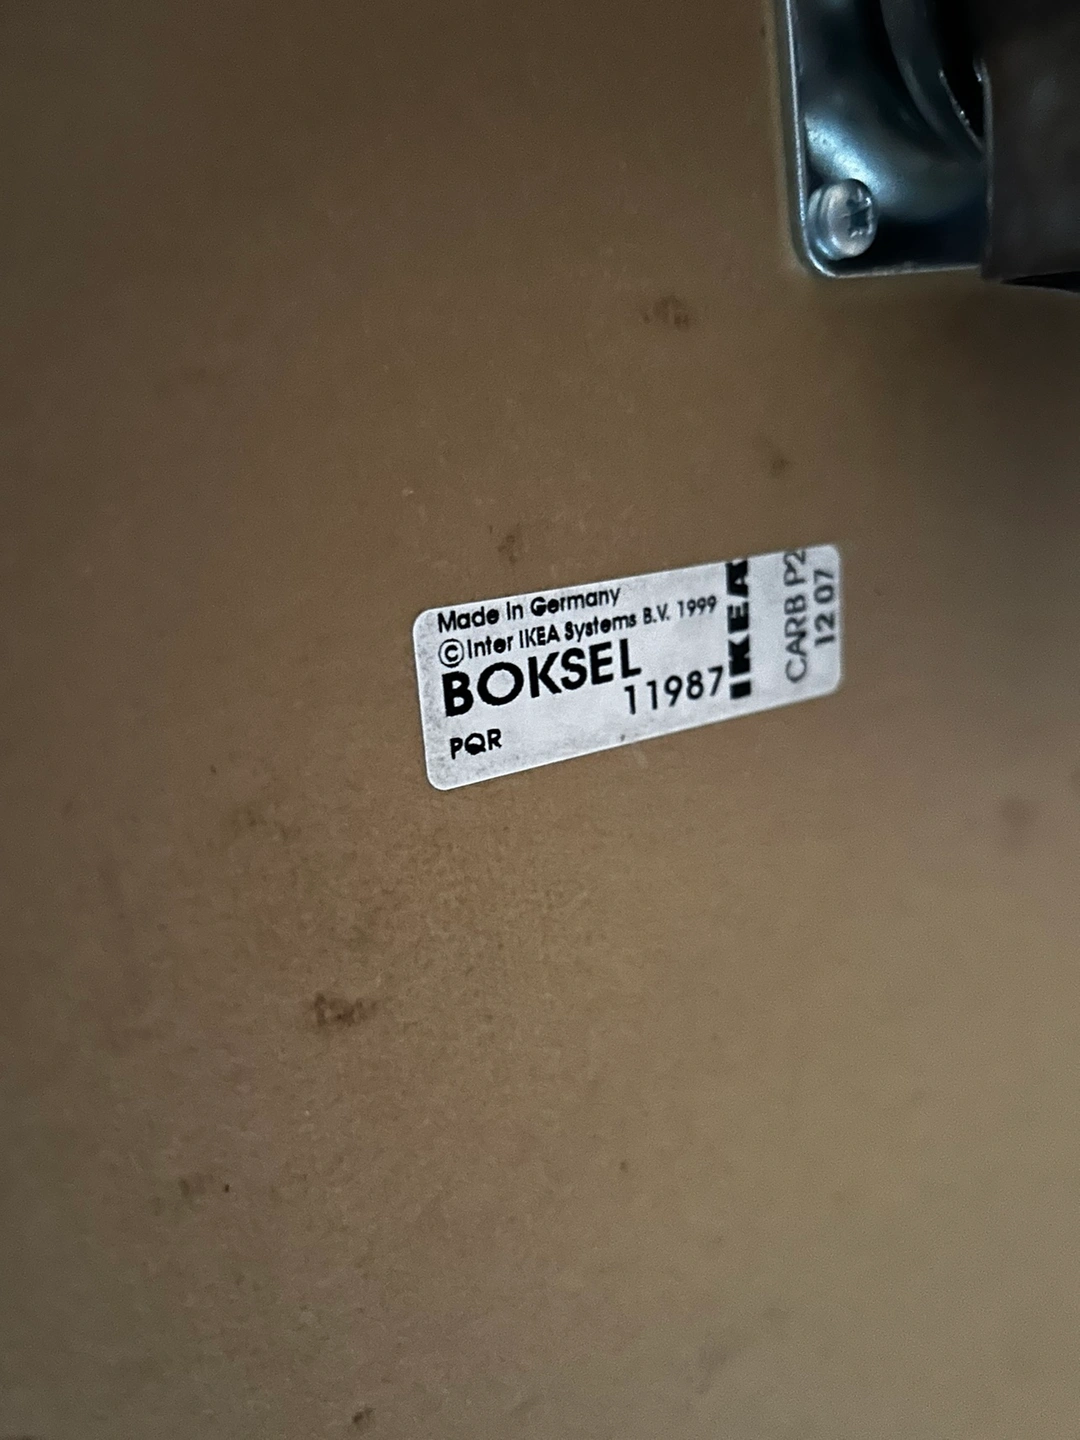 Made in Germany
©Inter IKEA Systems B.V. 1999
BOKSEL
11987
PQR
IKEA
CARB P2
12 07